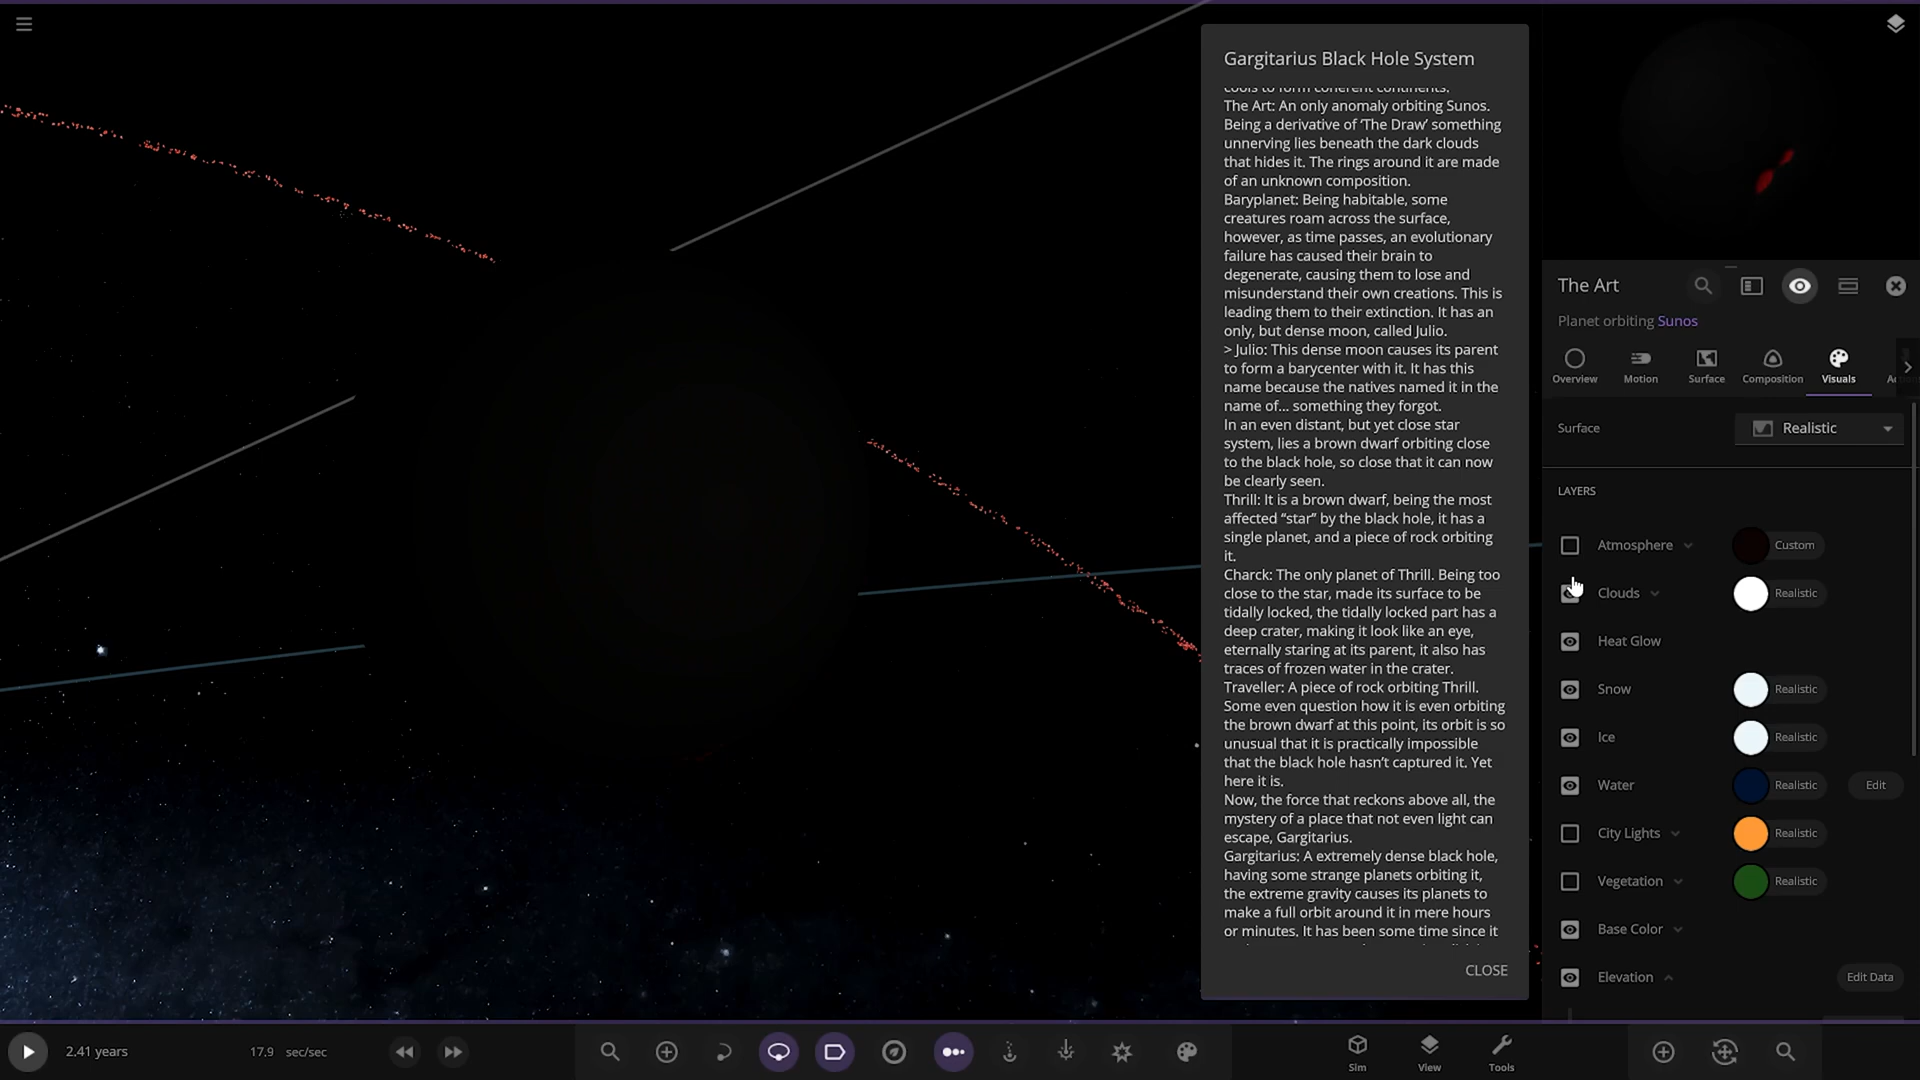 Gargitarius Black Hole System
cools to form coherent continents.
The Art: An only anomaly orbiting Sunos.
Being a derivative of ‘The Draw’ something
unnerving lies beneath the dark clouds
that hides it. The rings around it are made
of an unknown composition.
Baryplanet: Being habitable, some
creatures roam across the surface,
however, as time passes, an evolutionary
failure has caused their brain to
degenerate, causing them to lose and
misunderstand their own creations. This is
leading them to their extinction. It has an
only, but dense moon, called Julio.
> Julio: This dense moon causes its parent
to form a barycenter with it. It has this
name because the natives named it in the
name of... something they forgot.
In an even distant, but yet close star
system, lies a brown dwarf orbiting close
to the black hole, so close that it can now
be clearly seen.
Thrill: It is a brown dwarf, being the most
affected “star” by the black hole, it has a
single planet, and a piece of rock orbiting
it.
Charck: The only planet of Thrill. Being too
close to the star, made its surface to be
tidally locked, the tidally locked part has a
deep crater, making it look like an eye,
eternally staring at its parent, it also has
traces of frozen water in the crater.
Traveller: A piece of rock orbiting Thrill.
Some even question how it is even orbiting
the brown dwarf at this point, its orbit is so
unusual that it is practically impossible
that the black hole hasn’t captured it. Yet
here it is.
Now, the force that reckons above all, the
mystery of a place that not even light can
escape, Gargitarius.
Gargitarius: A extremely dense black hole,
having some strange planets orbiting it,
the extreme gravity causes its planets to
make a full orbit around it in mere hours
or minutes. It has been some time since it
CLOSE
The Art
Planet orbiting Sunos
Overview Motion Surface Composition Visuals
Surface Realistic
LAYERS
Atmosphere Custom
Clouds Realistic
Heat Glow
Snow Realistic
Ice Realistic
Water Realistic Edit
City Lights Realistic
Vegetation Realistic
Base Color
Elevation Edit Data
2.41 years 17.9 sec/sec Sim View Tools